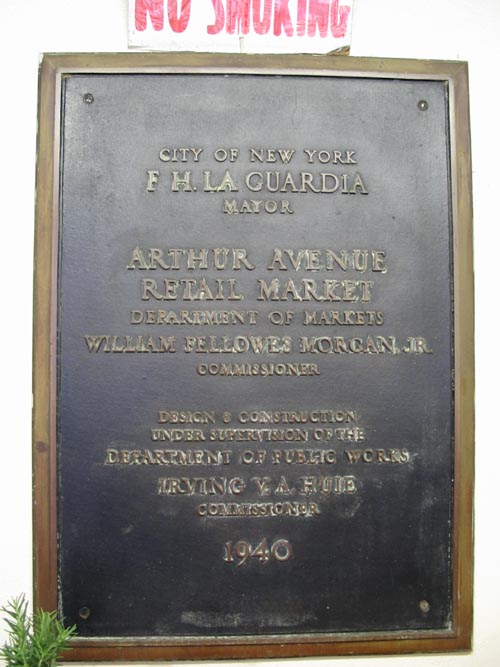 NO SMOKING
CITY OF NEW YORK
F. H. LA GUARDIA
MAYOR
ARTHUR AVENUE
RETAIL MARKET
DEPARTMENT OF MARKETS
WILLIAM FELLOWES MORGAN, JR.
COMMISSIONER
DESIGN & CONSTRUCTION
UNDER SUPERVISION OF THE
DEPARTMENT OF PUBLIC WORKS
IRVING V. A. HUIE
COMMISSIONER
1940